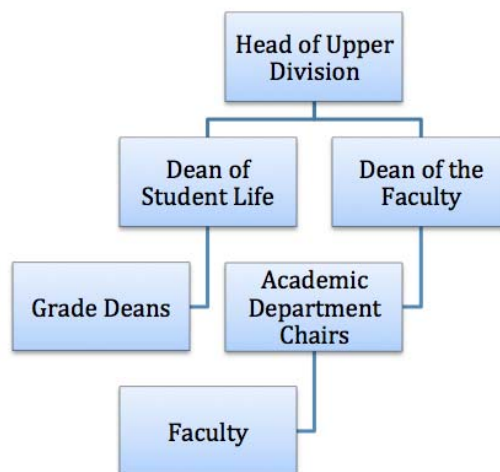 Head of Upper
Division
Dean of
Student Life
Dean of the
Faculty
Grade Deans
Academic
Department
Chairs
Faculty